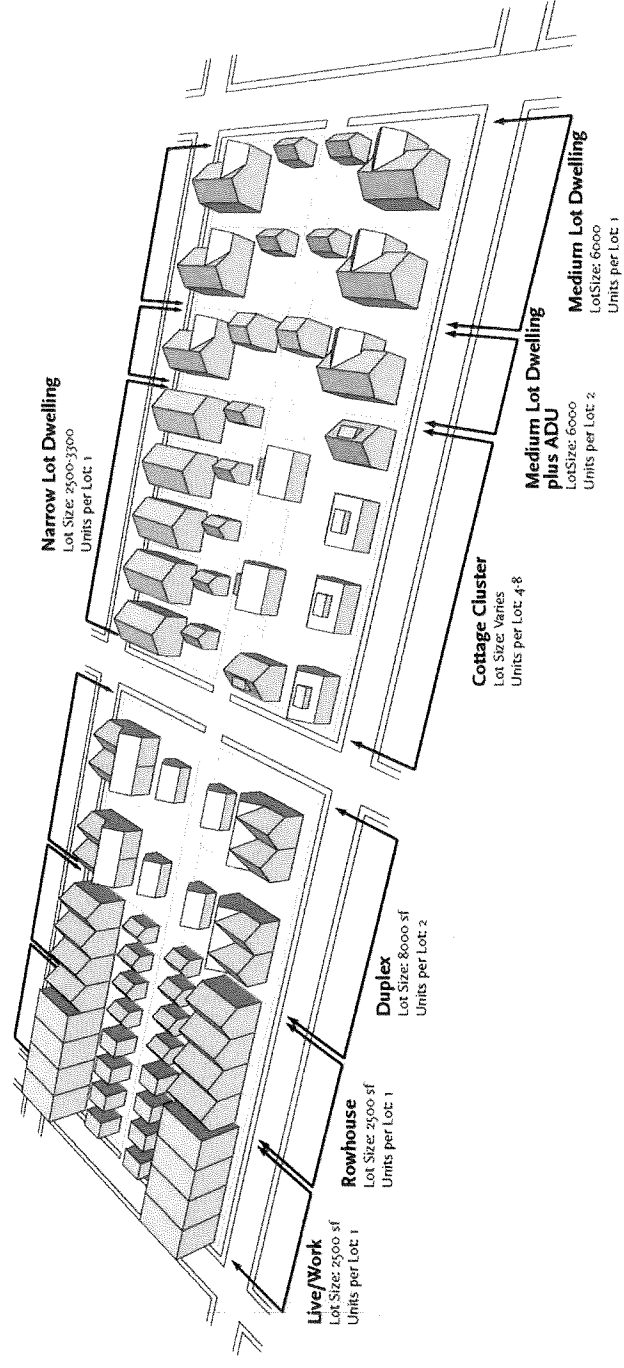 Narrow Lot Dwelling
Lot Size: 2500-3300
Units per Lot: 1
Live/Work
Lot Size: 2500 sf
Units per Lot: 1
Rowhouse
Lot Size: 2500 sf
Units per Lot: 1
Duplex
Lot Size: 8000 sf
Units per Lot: 2
Cottage Cluster
Lot Size: Varies
Units per Lot: 4-8
Medium Lot Dwelling
plus ADU
LotSize: 6000
Units per Lot: 2
Medium Lot Dwelling
LotSize: 6000
Units per Lot: 1